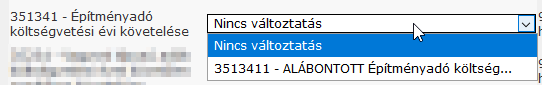 351341 - Építményadó
költségvetési évi követelése
Nincs változtatás
Nincs változtatás
3513411 - ALÁBONTOTT Építményadó költség...